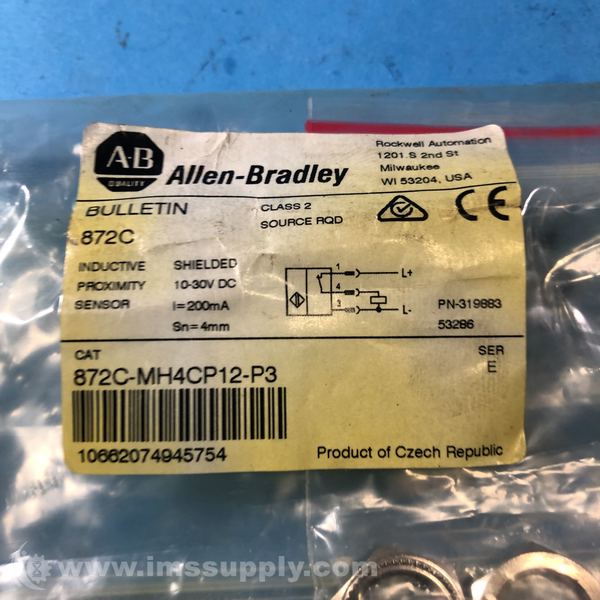 A-B
QUALITY
Allen-Bradley
Rockwell Automation
1201 S 2nd St
Milwaukee
WI 53204, USA
BULLETIN
872C
CLASS 2
SOURCE RQD
CE
INDUCTIVE
PROXIMITY
SENSOR
SHIELDED
10-30V DC
I=200mA
Sn=4mm
1
L+
4
3
L-
PN-319883
53286
CAT
872C-MH4CP12-P3
SER
E
10662074945754
Product of Czech Republic
www.imssupply.com